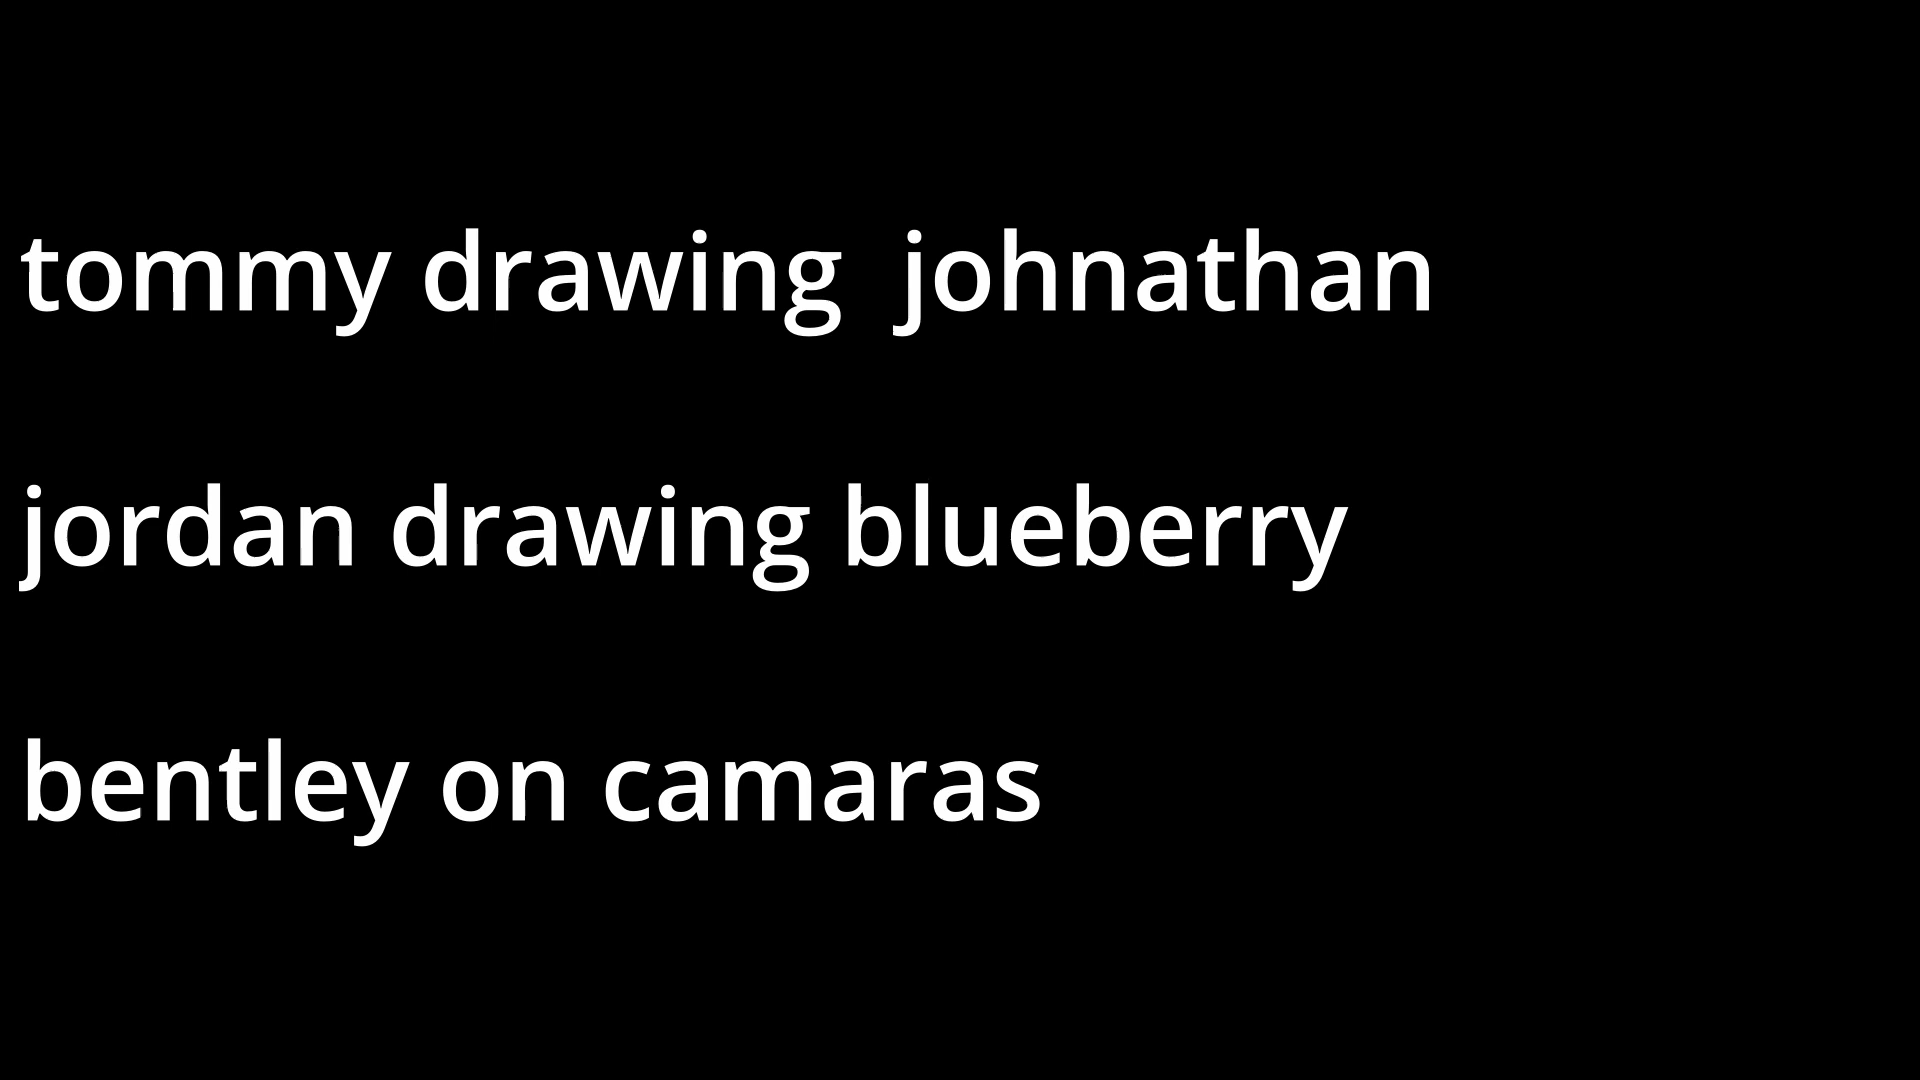 tommy drawing  johnathan
jordan drawing blueberry
bentley on camaras